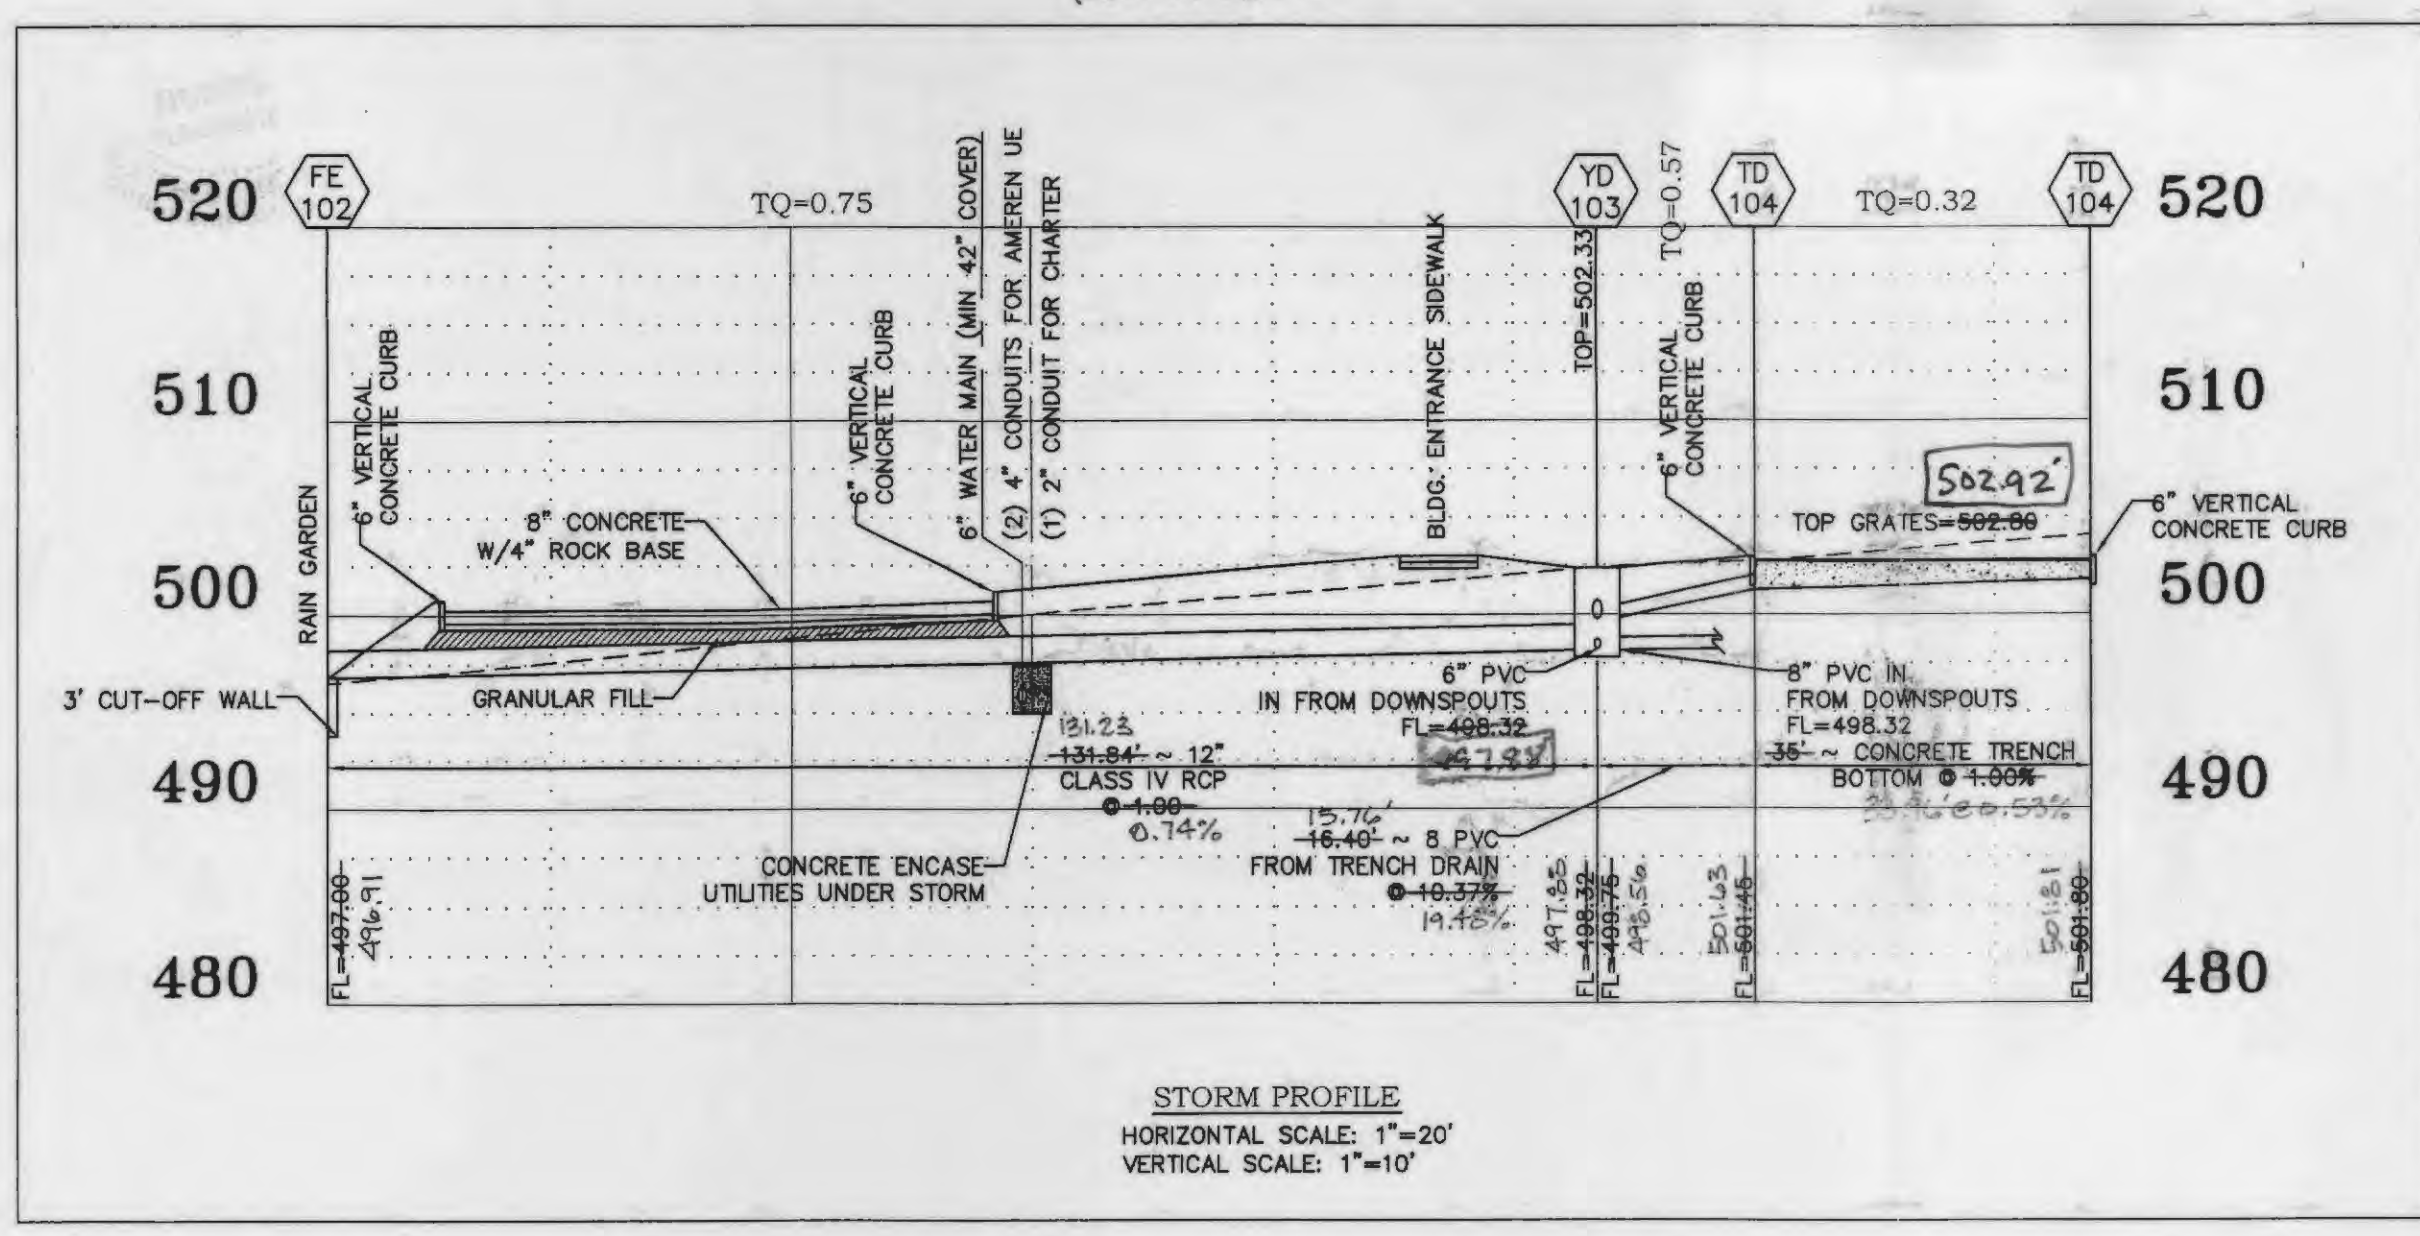 520
FE
102
TQ=0.75
6" WATER MAIN (MIN 42" COVER)
(2) 4" CONDUITS FOR AMEREN UE
(1) 2" CONDUIT FOR CHARTER
YD
103
TQ=0.57
TD
104
TQ=0.32
TD
104
520
TOP=502.33
510
6" VERTICAL
CONCRETE CURB
6" VERTICAL
CONCRETE CURB
BLDG. ENTRANCE SIDEWALK
6" VERTICAL
CONCRETE CURB
510
502.92'
RAIN GARDEN
8" CONCRETE
W/4" ROCK BASE
TOP GRATES=502.80
6" VERTICAL
CONCRETE CURB
500
500
3' CUT-OFF WALL
GRANULAR FILL
6" PVC
IN FROM DOWNSPOUTS
FL=498.32
8" PVC IN
FROM DOWNSPOUTS
FL=498.32
131.23
131.84' ~ 12"
CLASS IV RCP
@ 1.00
0.74%
35' ~ CONCRETE TRENCH
BOTTOM @ 1.00%
490
490
15.76'
16.40' ~ 8 PVC
FROM TRENCH DRAIN
@ 10.37%
19.48%
CONCRETE ENCASE
UTILITIES UNDER STORM
FL=497.00
496.91
497.88
FL=498.32
FL=499.75
498.56
501.63
FL=501.45
501.81
FL=501.80
480
480
STORM PROFILE
HORIZONTAL SCALE: 1"=20'
VERTICAL SCALE: 1"=10'